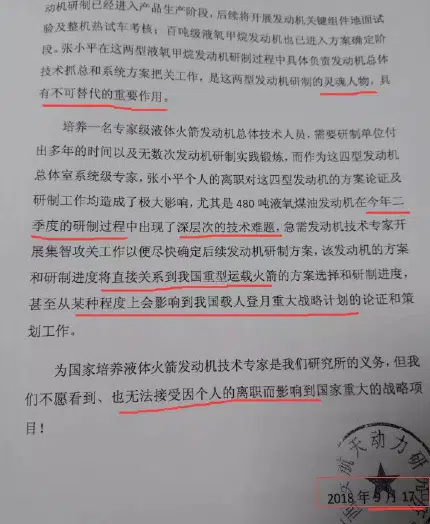 动机研制已经进入产品生产阶段，后续将开展发动机关键组件地面试
验及整机热试车考核；百吨级液氧甲烷发动机也已进入方案确定阶
段。张小平在这两型液氧甲烷发动机研制过程中具体负责发动机总体
技术抓总和系统方案把关工作，是这两型发动机研制的灵魂人物，具
有不可替代的重要作用。
培养一名专家级液体火箭发动机总体技术人员，需要研制单位付
出多年的时间以及无数次发动机研制实践锻炼，而作为这四型发动机
总体室系统级专家，张小平个人的离职对这四型发动机的方案论证及
研制工作均造成了极大影响，尤其是 480 吨液氧煤油发动机在今年二
季度的研制过程中出现了深层次的技术难题，急需发动机技术专家开
展集智攻关工作以便尽快确定后续发动机研制方案，该发动机的方案
和研制进度将直接关系到我国重型运载火箭的方案选择和研制进度，
甚至从某种程度上会影响到我国载人登月重大战略计划的论证和策
划工作。
为国家培养液体火箭发动机技术专家是我们研究所的义务，但我
们不愿看到、也无法接受因个人的离职而影响到国家重大的战略项
目！
航天动力研
2018 年 9 月 17